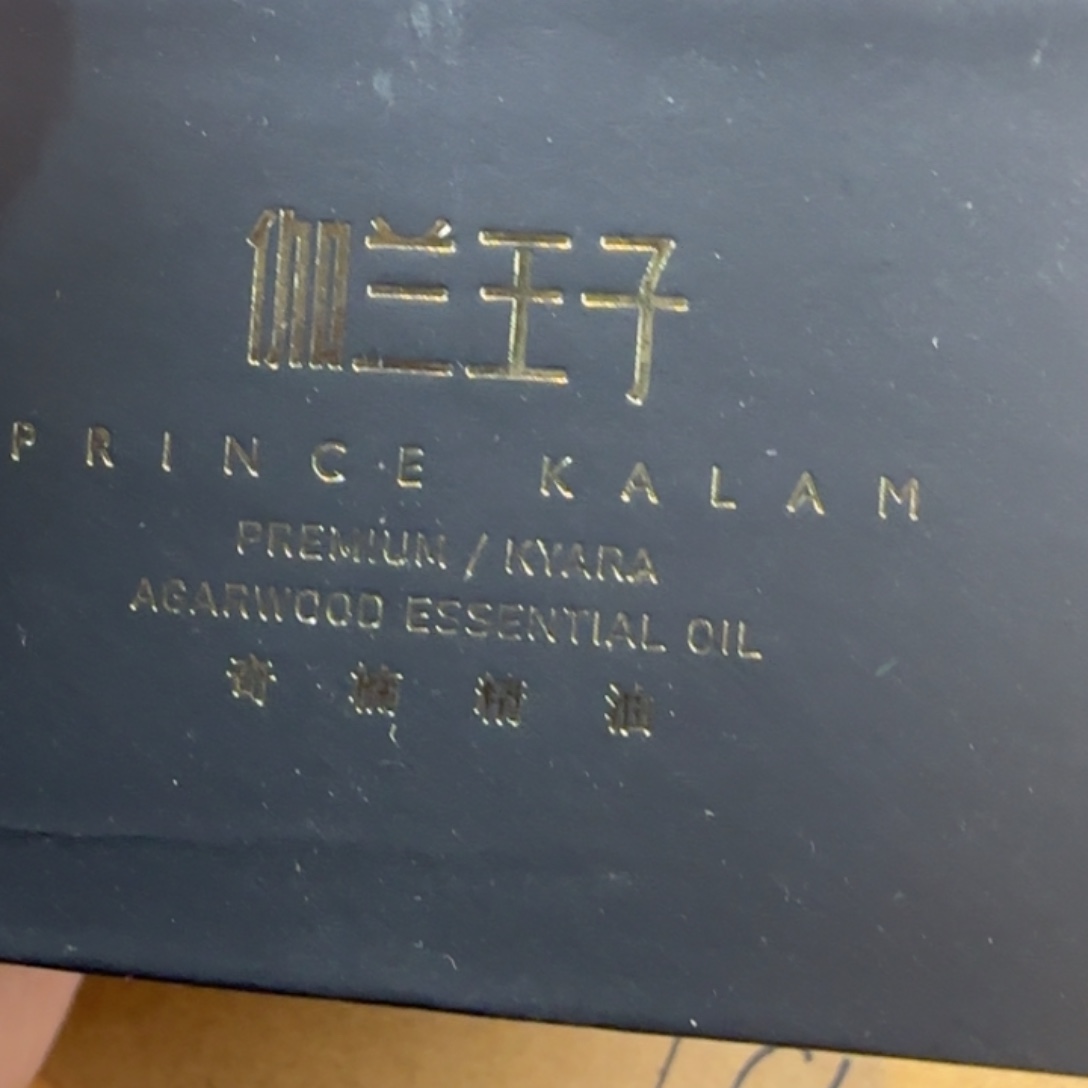 伽兰王子
PRINCE KALAM
PREMIUM / KYARA
AGARWOOD ESSENTIAL OIL
奇楠精油